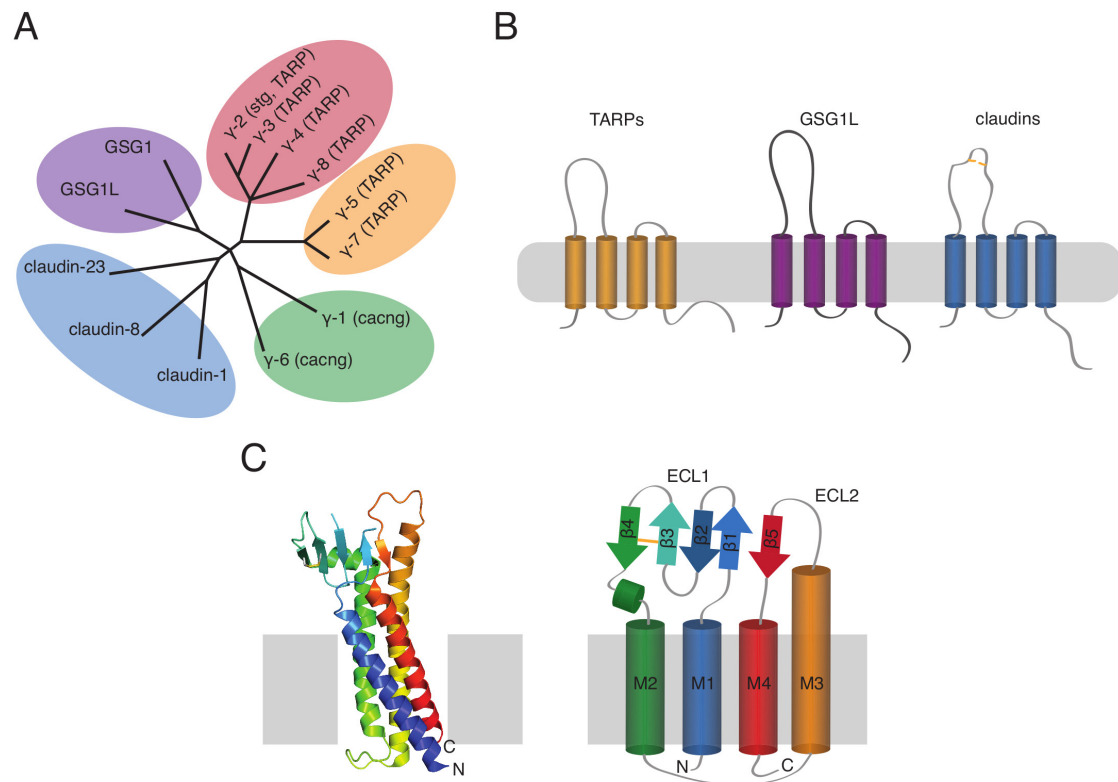 A
γ-2 (stg, TARP)
γ-3 (TARP)
γ-4 (TARP)
γ-8 (TARP)
γ-5 (TARP)
γ-7 (TARP)
GSG1
GSG1L
claudin-23
claudin-8
claudin-1
γ-1 (cacng)
γ-6 (cacng)
B
TARPs
GSG1L
claudins
C
C
N
ECL1
ECL2
β4
β3
β2
β1
β5
M2
M1
M4
M3
N
C